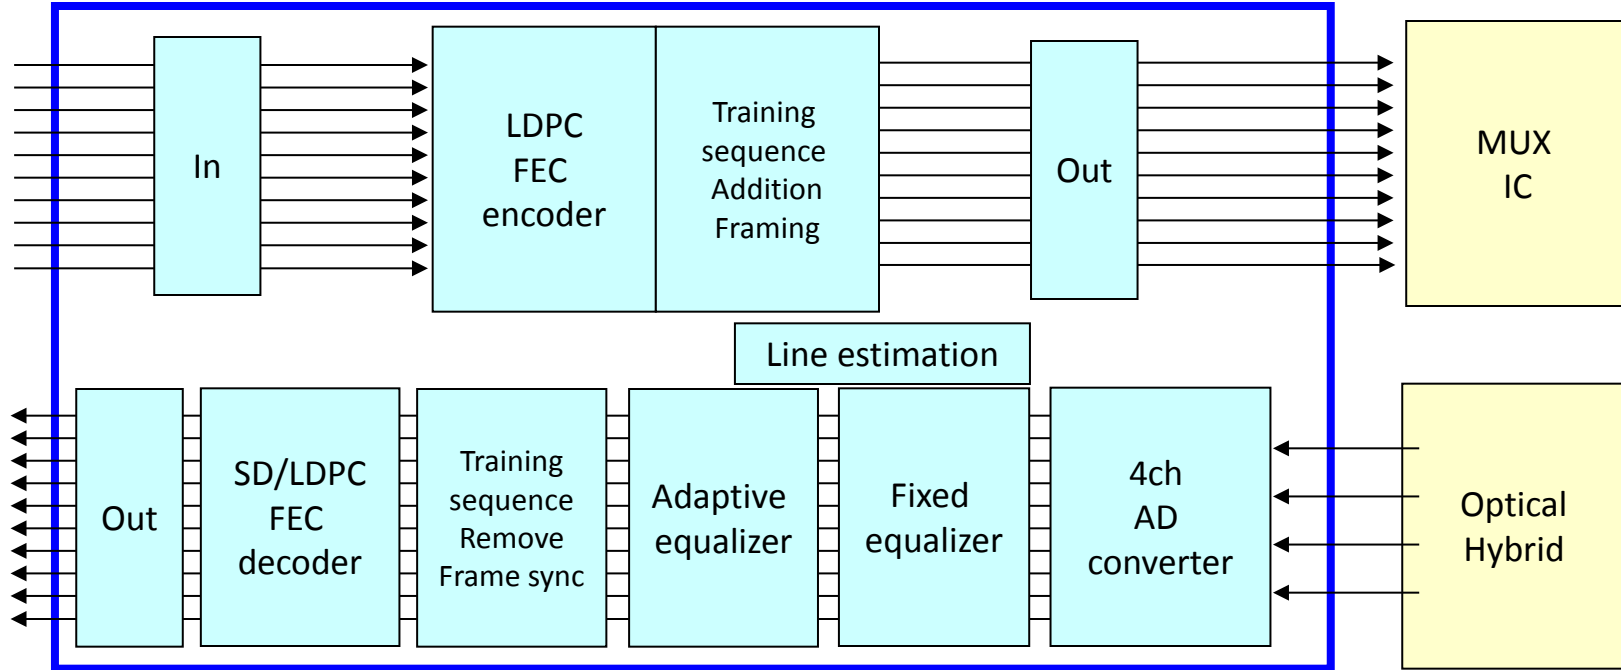 In
LDPC
FEC
encoder
Training
sequence
Addition
Framing
Out
MUX
IC
Line estimation
Out
SD/LDPC
FEC
decoder
Training
sequence
Remove
Frame sync
Adaptive
equalizer
Fixed
equalizer
4ch
AD
converter
Optical
Hybrid